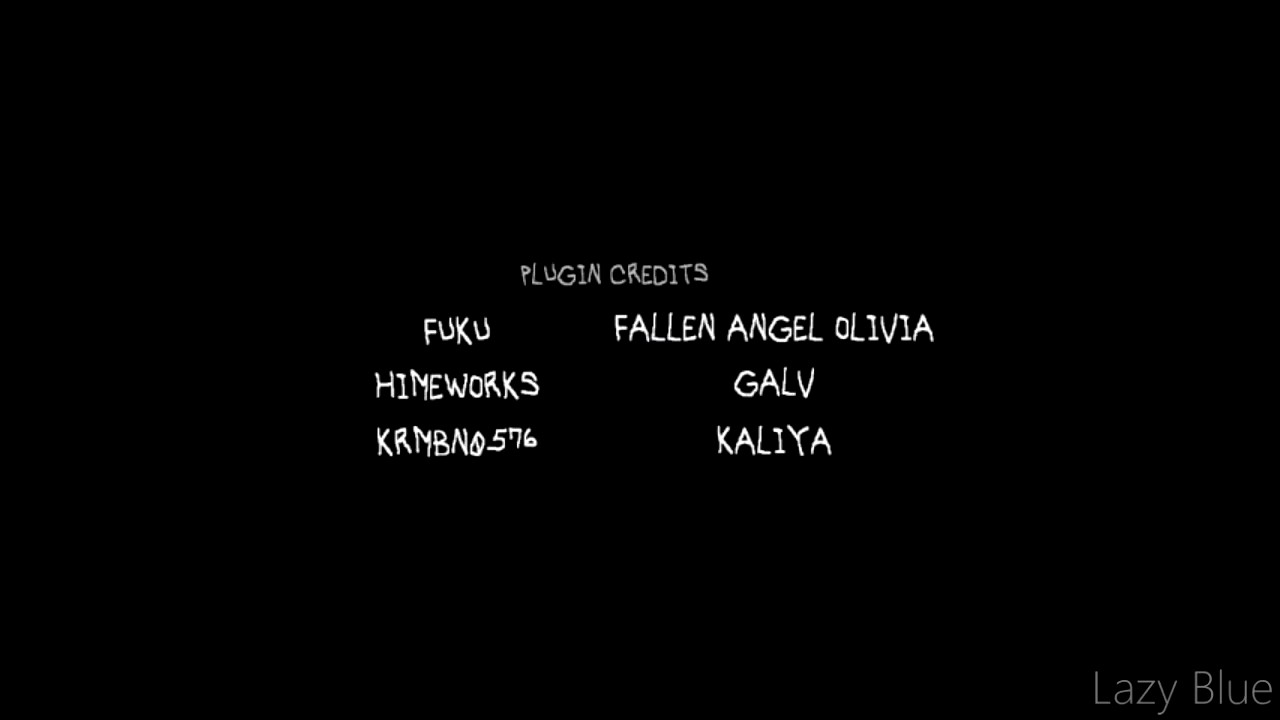 PLUGIN CREDITS
FUKU FALLEN ANGEL OLIVIA
HIMEWORKS GALV
KRMBN0576 KALIYA
Lazy Blue